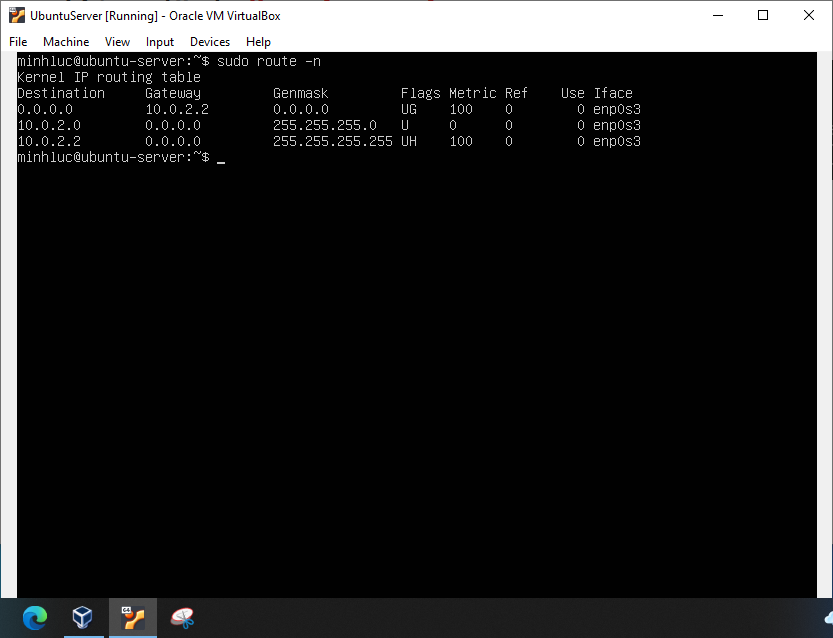 UbuntuServer [Running] - Oracle VM VirtualBox
File Machine View Input Devices Help
minhluc@ubuntu-server:~$ sudo route -n
Kernel IP routing table
Destination     Gateway         Genmask         Flags Metric Ref    Use Iface
0.0.0.0         10.0.2.2        0.0.0.0         UG    100    0        0 enp0s3
10.0.2.0        0.0.0.0         255.255.255.0   U     0      0        0 enp0s3
10.0.2.2        0.0.0.0         255.255.255.255 UH    100    0        0 enp0s3
minhluc@ubuntu-server:~$ _